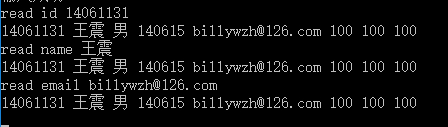 read id 14061131
14061131 王震 男 140615 billywzh@126.com 100 100 100
read name 王震
14061131 王震 男 140615 billywzh@126.com 100 100 100
read email billywzh@126.com
14061131 王震 男 140615 billywzh@126.com 100 100 100